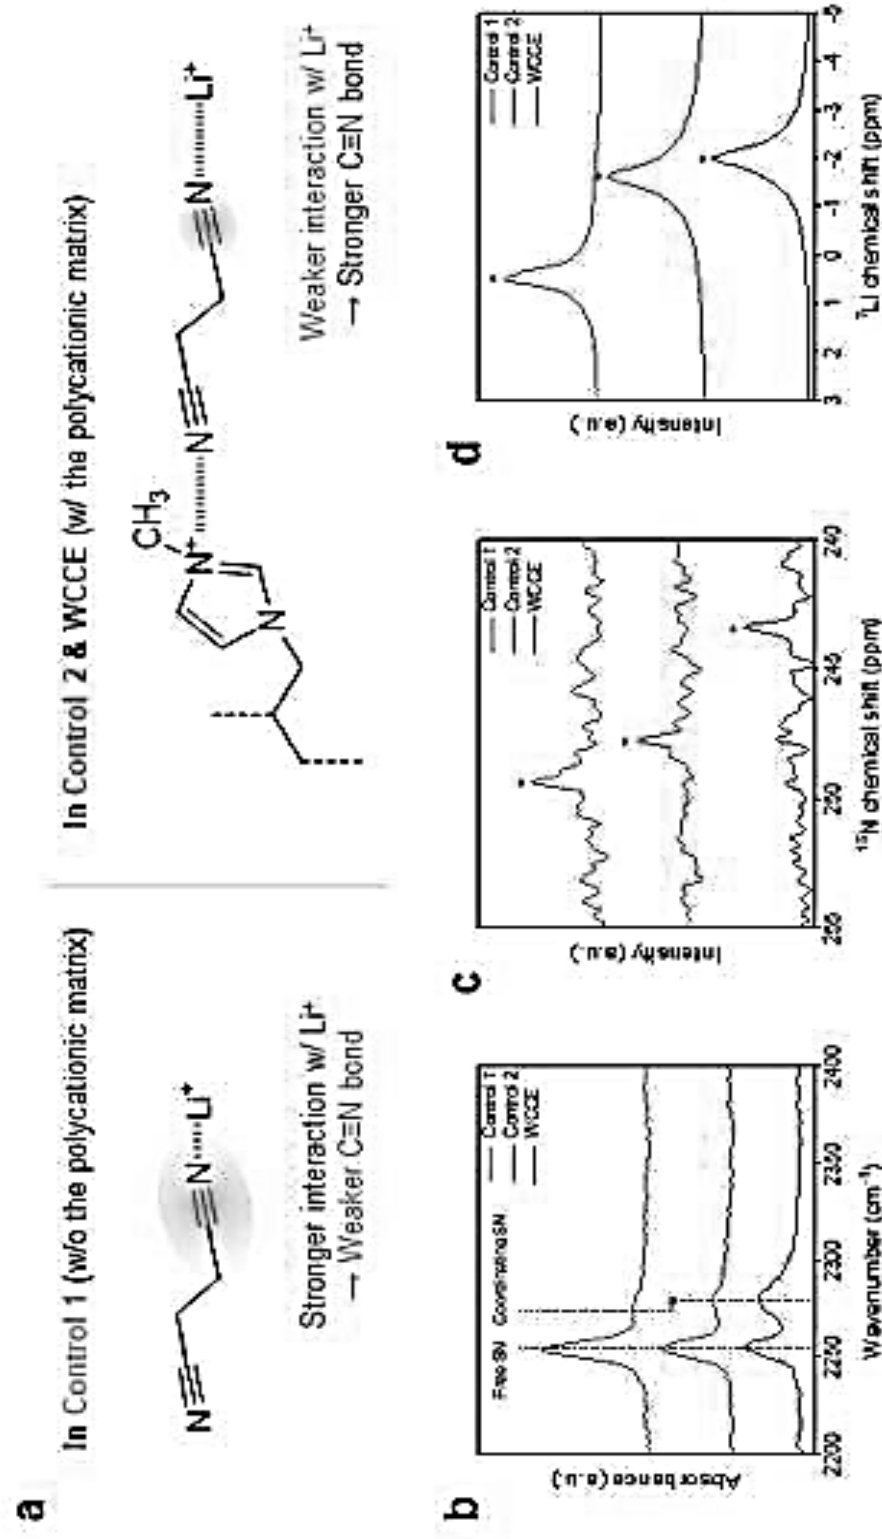 a
In Control 1 (w/o the polycationic matrix)
N
N
Li+
Stronger interaction w/ Li+
→ Weaker C≡N bond
In Control 2 & WCCE (w/ the polycationic matrix)
CH3
N+
N
N
N
Li+
Weaker interaction w/ Li+
→ Stronger C≡N bond
b
Free SN
Coordinating SN
Control 1
Control 2
WCCE
Absorbance (a.u.)
2200
2250
2300
2350
2400
Wavenumber (cm-1)
c
Control 1
Control 2
WCCE
Intensity (a.u.)
240
240
15N chemical shift (ppm)
d
Control 1
Control 2
WCCE
Intensity (a.u.)
3
2
1
0
-1
-2
-3
-4
-5
7Li chemical shift (ppm)